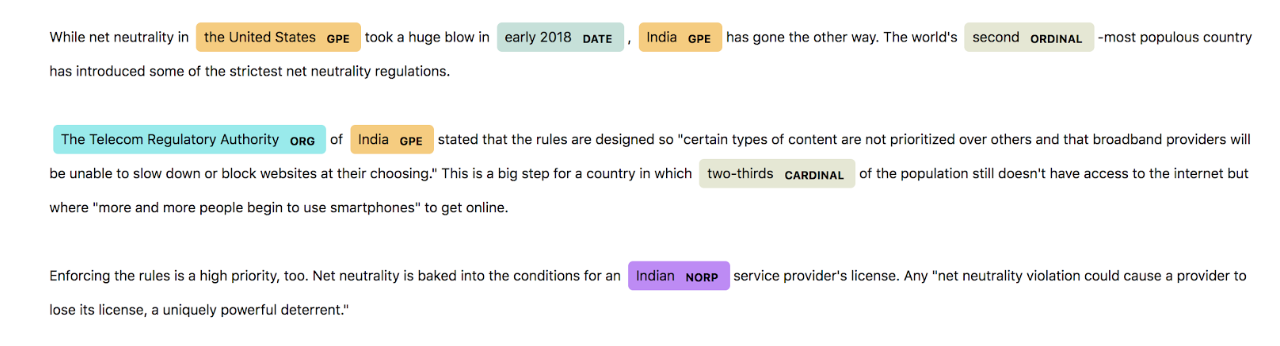 While net neutrality in the United States GPE took a huge blow in early 2018 DATE , India GPE has gone the other way. The world's second ORDINAL -most populous country
has introduced some of the strictest net neutrality regulations.
The Telecom Regulatory Authority ORG of India GPE stated that the rules are designed so "certain types of content are not prioritized over others and that broadband providers will
be unable to slow down or block websites at their choosing." This is a big step for a country in which two-thirds CARDINAL of the population still doesn't have access to the internet but
where "more and more people begin to use smartphones" to get online.
Enforcing the rules is a high priority, too. Net neutrality is baked into the conditions for an Indian NORP service provider's license. Any "net neutrality violation could cause a provider to
lose its license, a uniquely powerful deterrent."